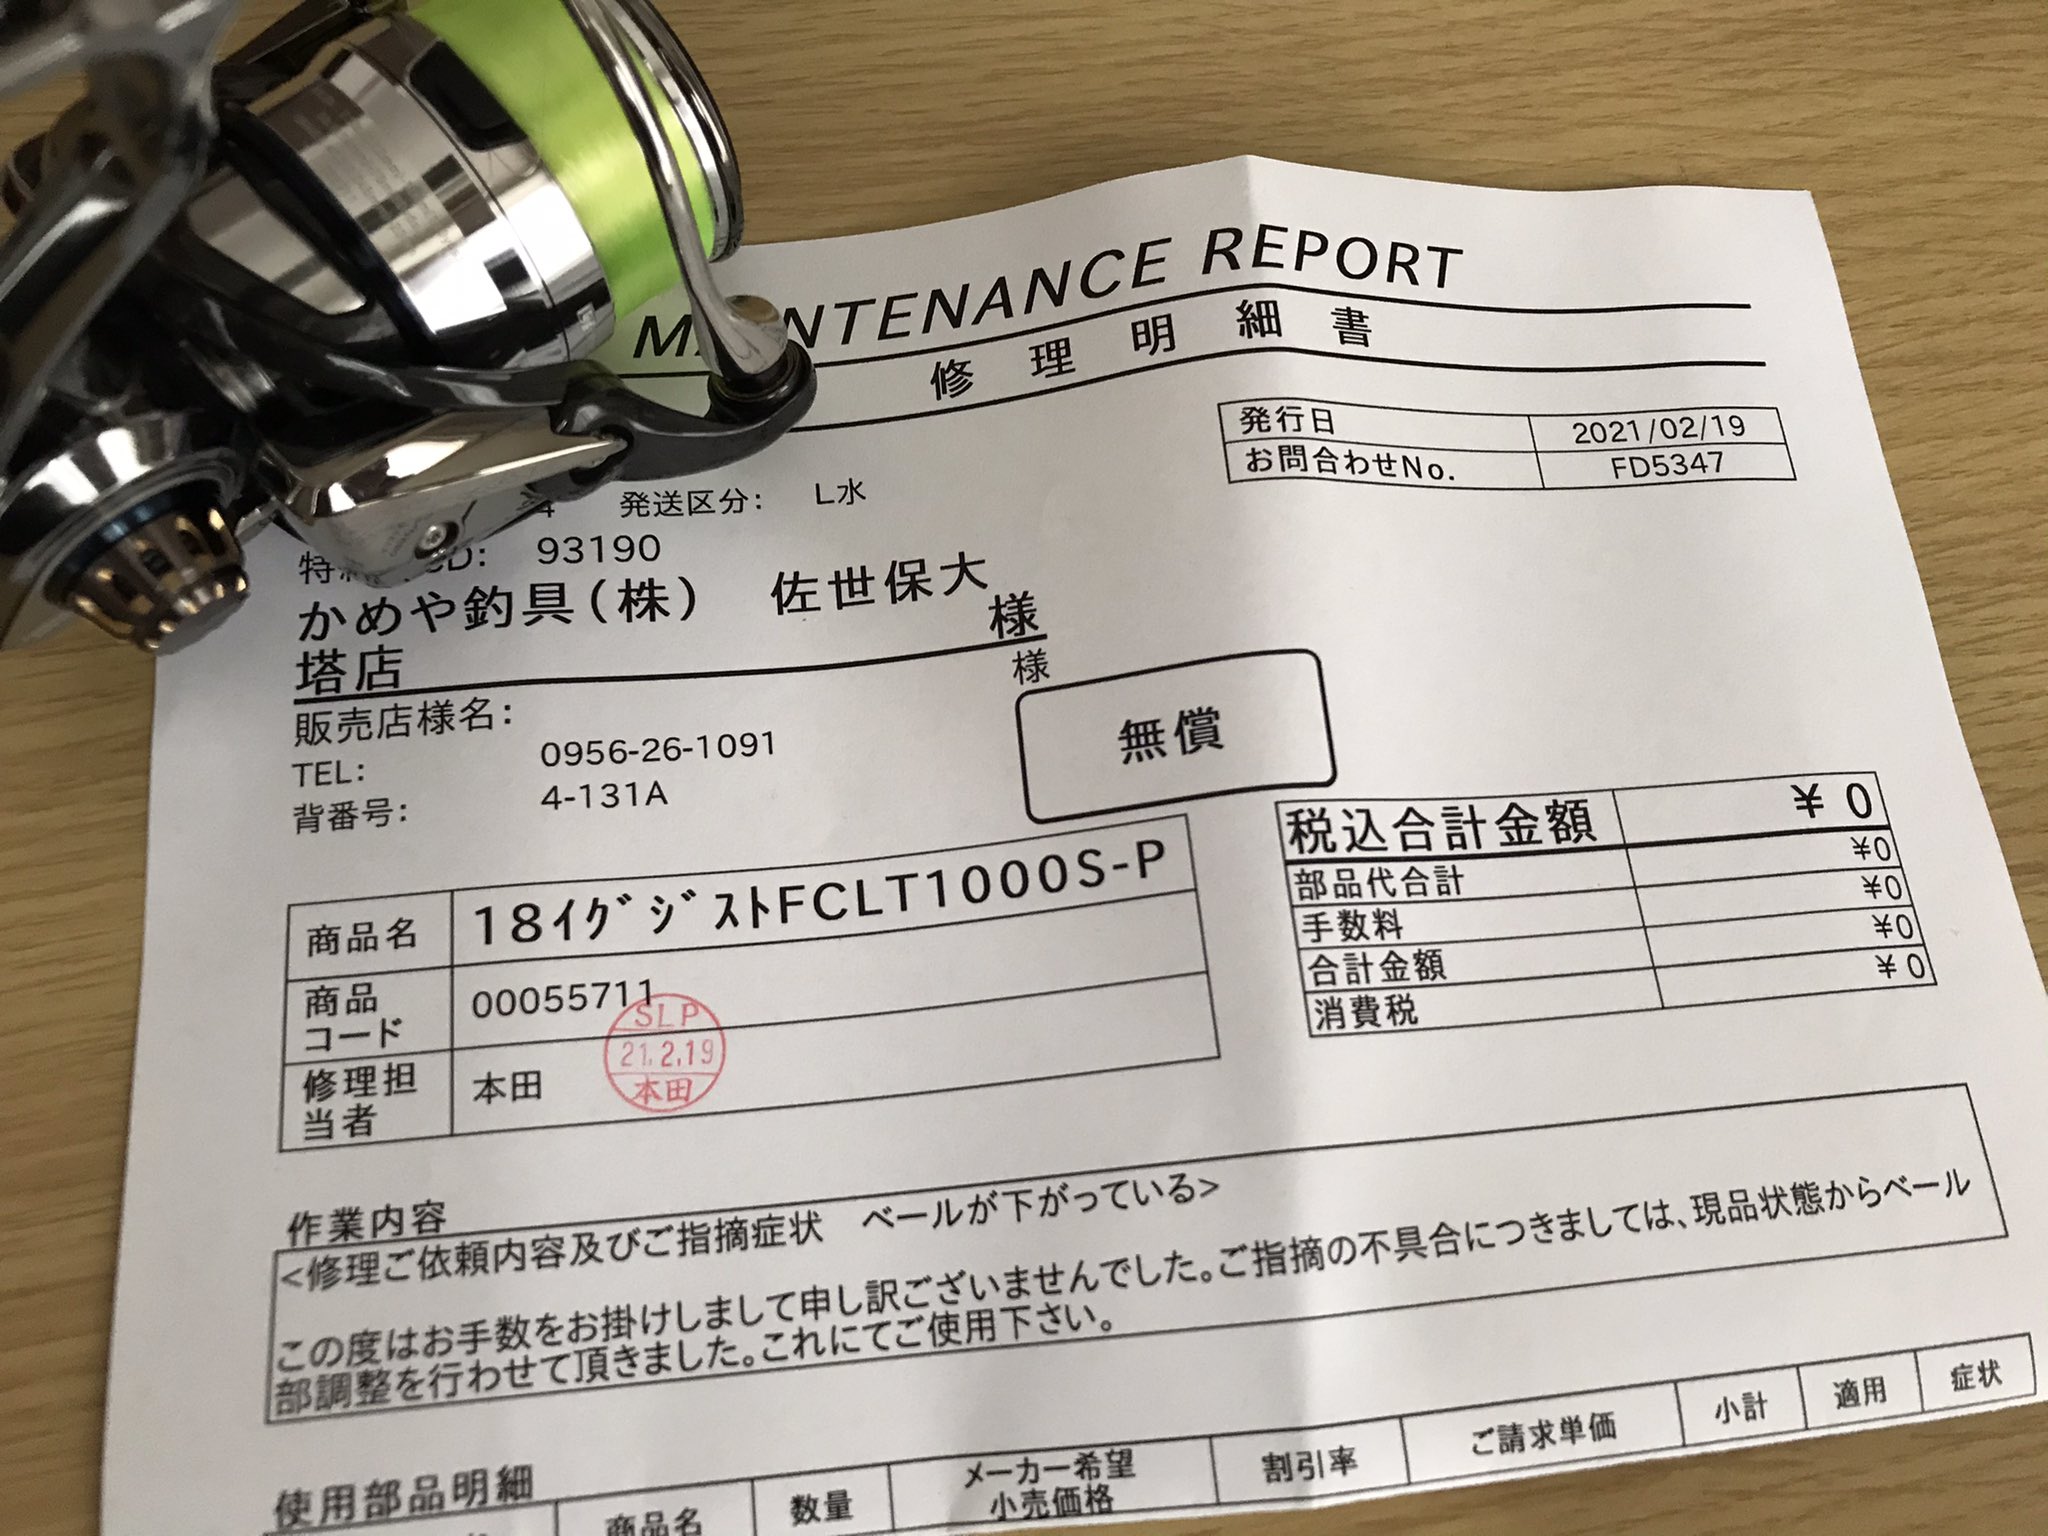 MAINTENANCE REPORT
修理明細書
発行日 2021/02/19
お問合わせNo. FD5347
4 発送区分: L水
CD: 93190
かめや釣具(株) 佐世保大
塔店 様
販売店様名: 様
TEL: 0956-26-1091
背番号: 4-131A
無償
税込合計金額 ¥0
部品代合計 ¥0
手数料 ¥0
合計金額 ¥0
消費税 ¥0
商品名 18ｲｸﾞｼﾞｽﾄFCLT1000S-P
商品
コード 00055711
修理担
当者 本田
SLP
21.2.19
本田
作業内容
<修理ご依頼内容及びご指摘症状 ベールが下がっている>
この度はお手数をお掛けしまして申し訳ございませんでした。ご指摘の不具合につきましては、現品状態からベール
部調整を行わせて頂きました。これにてご使用下さい。
使用部品明細
商品名 数量 メーカー希望
小売価格 割引率 ご請求単価 小計 適用 症状